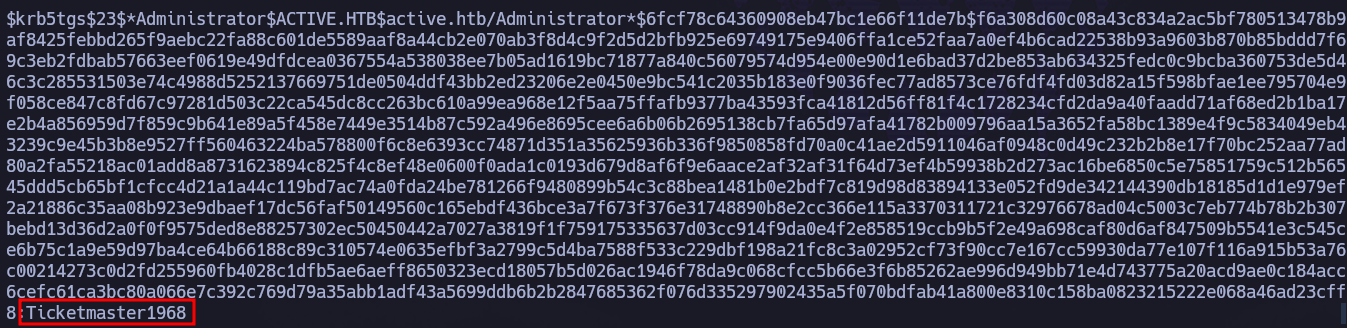 $krb5tgs$23$*Administrator$ACTIVE.HTB$active.htb/Administrator*$6fcf78c64360908eb47bc1e66f11de7b$f6a308d60c08a43c834a2ac5bf780513478b9
af8425febbd265f9aebc22fa88c601de5589aaf8a44cb2e070ab3f8d4c9f2d5d2bfb925e69749175e9406ffa1ce52faa7a0ef4b6cad22538b93a9603b870b85bddd7f6
9c3eb2fdbab57663eef0619e49dfdcea0367554a538038ee7b05ad1619bc71877a840c56079574d954e00e90d1e6bad37d2be853ab634325fedc0c9bcba360753de5d4
6c3c285531503e74c4988d5252137669751de0504ddf43bb2ed23206e2e0450e9bc541c2035b183e0f9036fec77ad8573ce76fdf4fd03d82a15f598bfae1ee795704e9
f058ce847c8fd67c97281d503c22ca545dc8cc263bc610a99ea968e12f5aa75ffafb9377ba43593fca41812d56ff81f4c1728234cfd2da9a40faadd71af68ed2b1ba17
e2b4a856959d7f859c9b641e89a5f458e7449e3514b87c592a496e8695cee6a6b06b2695138cb7fa65d97afa41782b009796aa15a3652fa58bc1389e4f9c5834049eb4
3239c9e45b3b8e9527ff560463224ba578800f6c8e6393cc74871d351a35625936b336f9850858fd70a0c41ae2d5911046af0948c0d49c232b2b8e17f70bc252aa77ad
80a2fa55218ac01add8a8731623894c825f4c8ef48e0600f0ada1c0193d679d8af6f9e6aace2af32af31f64d73ef4b59938b2d273ac16be6850c5e75851759c512b565
45ddd5cb65bf1cfcc4d21a1a44c119bd7ac74a0fda24be781266f9480899b54c3c88bea1481b0e2bdf7c819d98d83894133e052fd9de342144390db18185d1d1e979ef
2a21886c35aa08b923e9dbaef17dc56faf50149560c165ebdf436bce3a7f673f376e31748890b8e2cc366e115a3370311721c32976678ad04c5003c7eb774b78b2b307
bebd13d36d2a0f0f9575ded8e88257302ec50450442a7027a3819f1f759175335637d03cc914f9da0e4f2e858519ccb9b5f2e49a698caf80d6af847509b5541e3c545c
e6b75c1a9e59d97ba4ce64b66188c89c310574e0635efbf3a2799c5d4ba7588f533c229dbf198a21fc8c3a02952cf73f90cc7e167cc59930da77e107f116a915b53a76
c00214273c0d2fd255960fb4028c1dfb5ae6aeff8650323ecd18057b5d026ac1946f78da9c068cfcc5b66e3f6b85262ae996d949bb71e4d743775a20acd9ae0c184acc
6cefc61ca3bc80a066e7c392c769d79a35abb1adf43a5699ddb6b2b2847685362f076d335297902435a5f070bdfab41a800e8310c158ba0823215222e068a46ad23cff
8:Ticketmaster1968